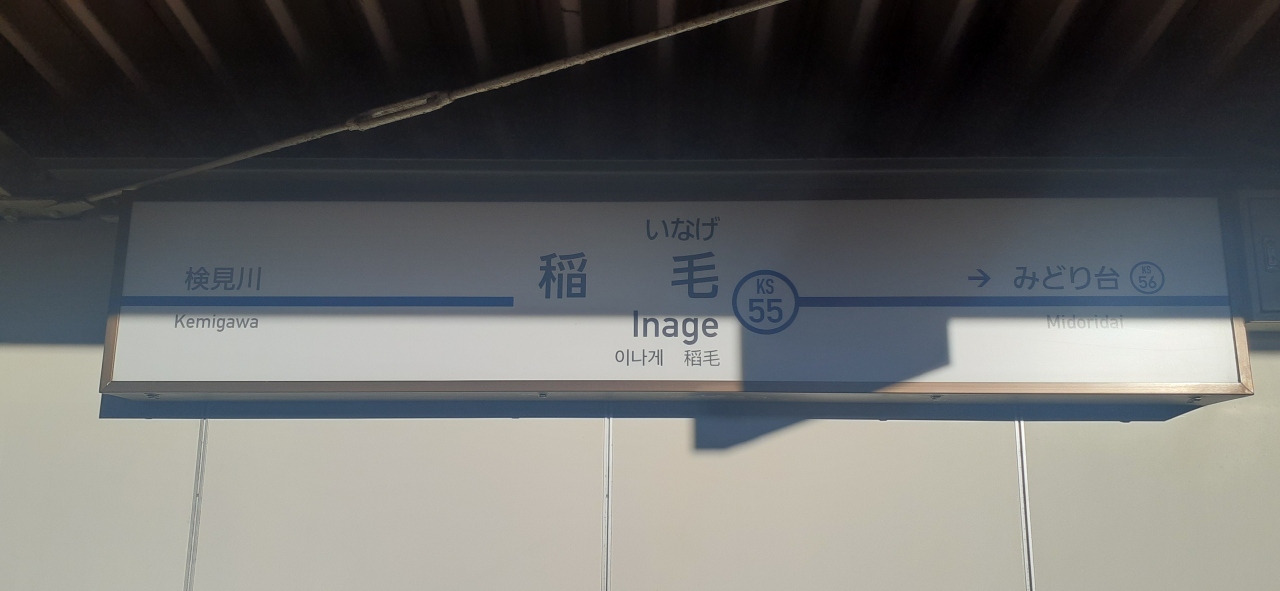 検見川
Kemigawa
いなげ
稲毛
Inage
이나게 稻毛
KS
55
→ みどり台
KS
56
Midoridai